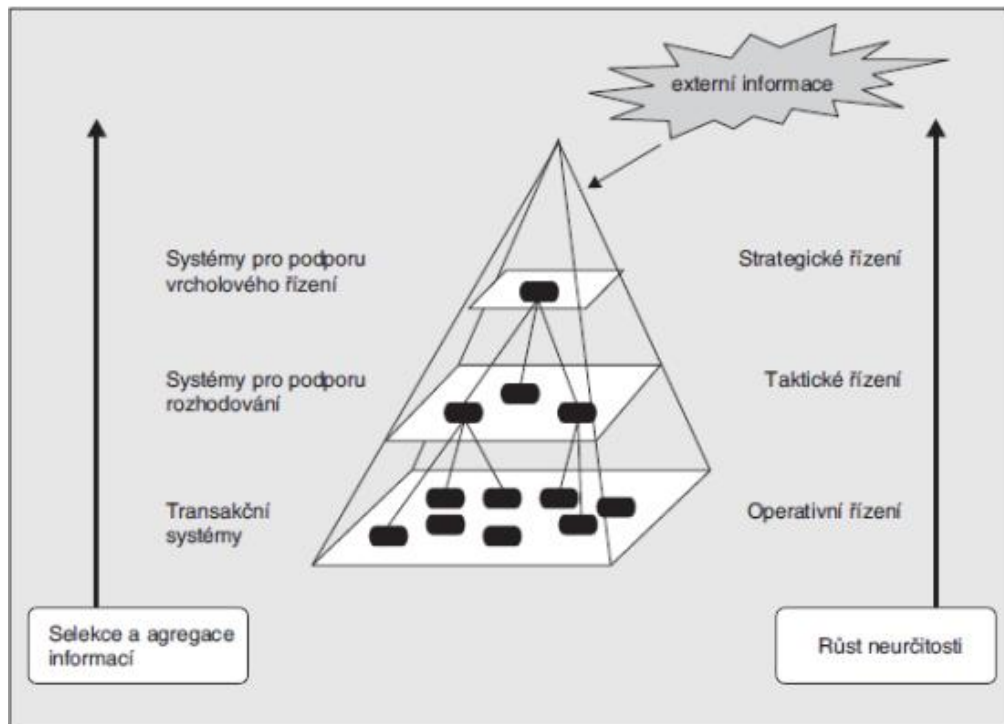 externí informace
Systémy pro podporu
vrcholového řízení
Strategické řízení
Systémy pro podporu
rozhodování
Taktické řízení
Transakční
systémy
Operativní řízení
Selekce a agregace
informací
Růst neurčitosti